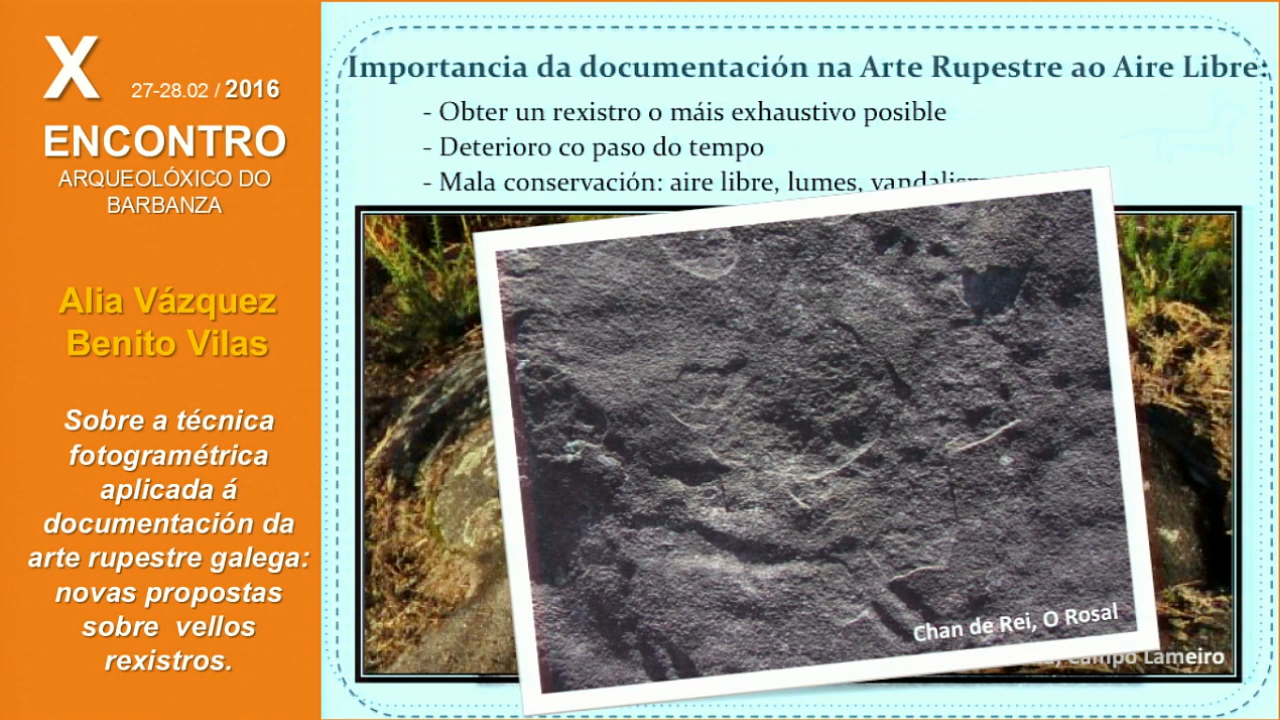 X
27-28.02 / 2016
ENCONTRO
ARQUEOLÓXICO DO
BARBANZA
Alia Vázquez
Benito Vilas
Sobre a técnica
fotogramétrica
aplicada á
documentación da
arte rupestre galega:
novas propostas
sobre vellos
rexistros.
Importancia da documentación na Arte Rupestre ao Aire Libre:
- Obter un rexistro o máis exhaustivo posible
- Deterioro co paso do tempo
- Mala conservación: aire libre, lumes,
Chan de Rei, O Rosal
Campo Lameiro